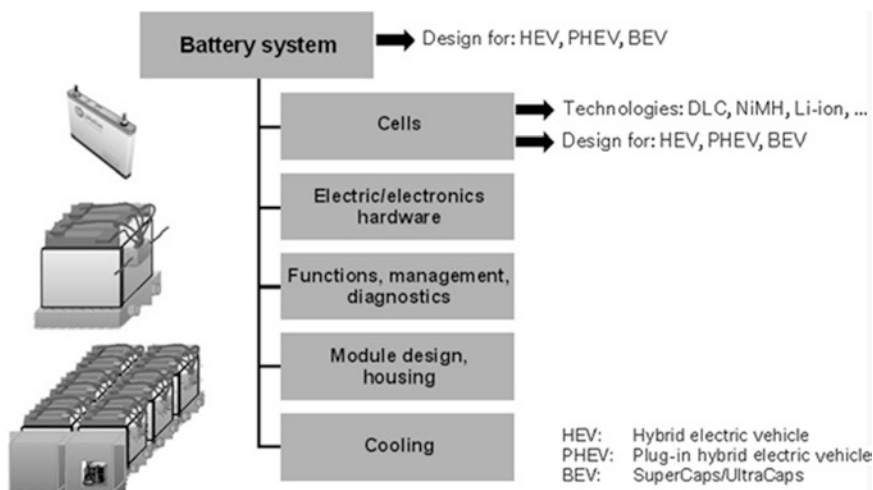 Battery system
Design for: HEV, PHEV, BEV
Cells
Technologies: DLC, NiMH, Li-ion, ...
Design for: HEV, PHEV, BEV
Electric/electronics
hardware
Functions, management,
diagnostics
Module design,
housing
Cooling
HEV: Hybrid electric vehicle
PHEV: Plug-in hybrid electric vehicle
BEV: SuperCaps/UltraCaps